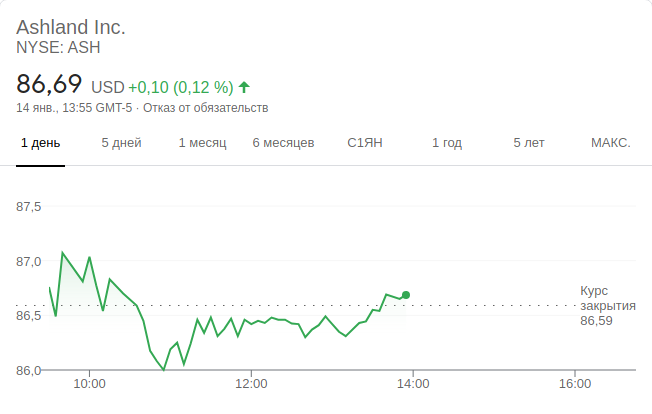 Ashland Inc.
NYSE: ASH
86,69 USD +0,10 (0,12 %)
14 янв., 13:55 GMT-5 · Отказ от обязательств
1 день 5 дней 1 месяц 6 месяцев С1ЯН 1 год 5 лет МАКС.
87,5
87,0
86,5
86,0
Курс
закрытия
86,59
10:00 12:00 14:00 16:00